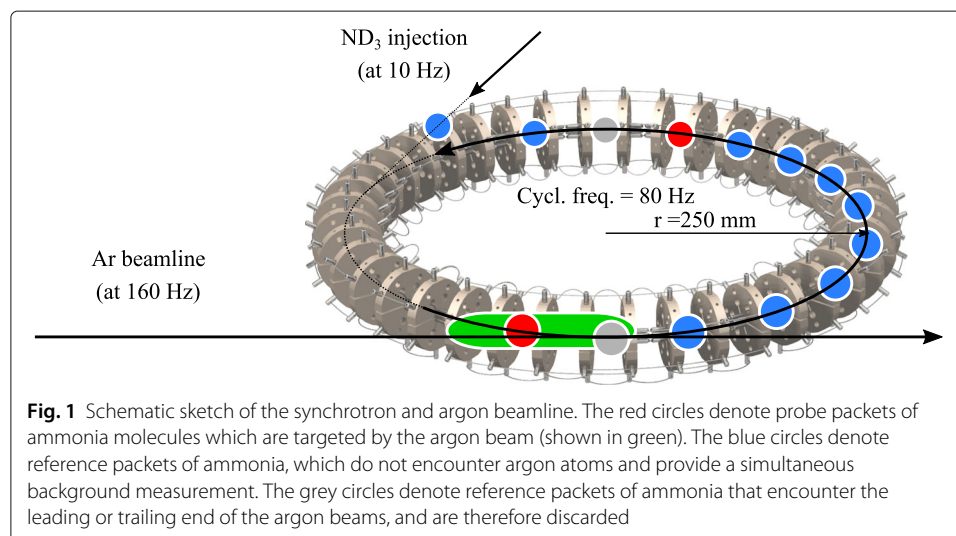 ND₃ injection
(at 10 Hz)
Cycl. freq. = 80 Hz
r =250 mm
Ar beamline
(at 160 Hz)
Fig. 1 Schematic sketch of the synchrotron and argon beamline. The red circles denote probe packets of
ammonia molecules which are targeted by the argon beam (shown in green). The blue circles denote
reference packets of ammonia, which do not encounter argon atoms and provide a simultaneous
background measurement. The grey circles denote reference packets of ammonia that encounter the
leading or trailing end of the argon beams, and are therefore discarded